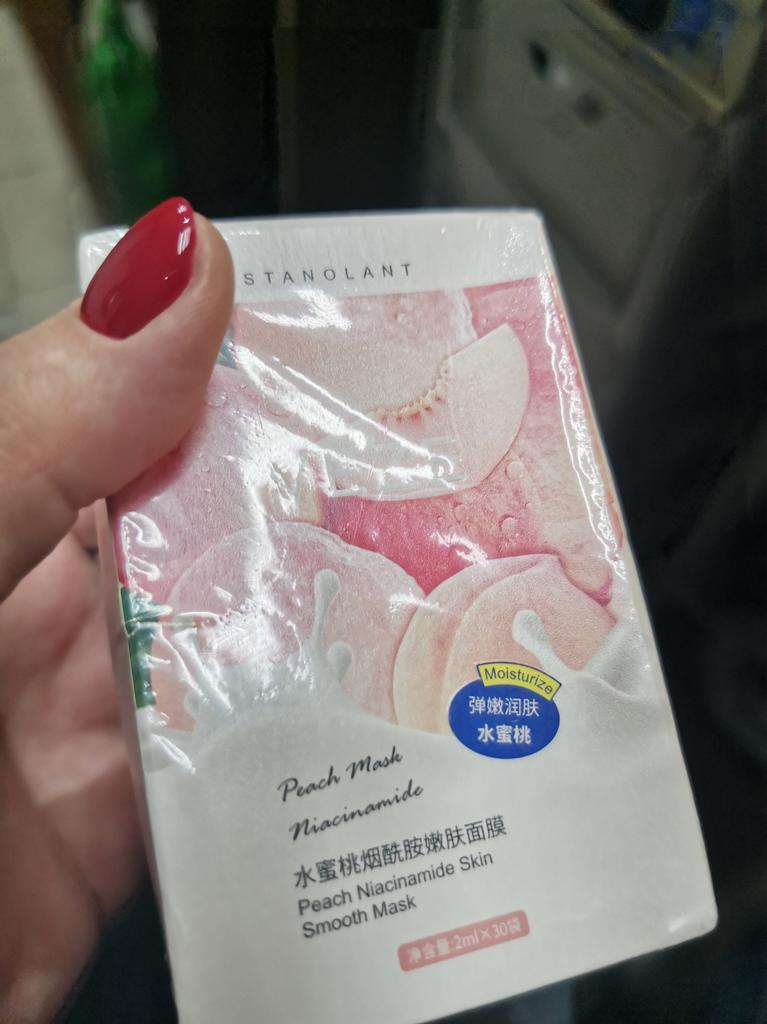 STANOLANT
Moisturize
弹嫩润肤
水蜜桃
Peach Mask
Niacinamide
水蜜桃烟酰胺嫩肤面膜
Peach Niacinamide Skin
Smooth Mask
净含量:2ml×30袋